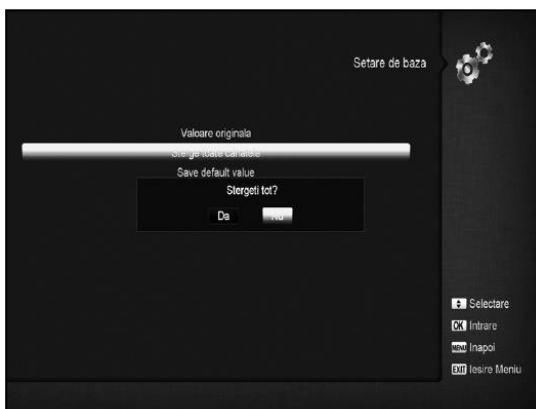 Setare de baza
Valoare originala
Sterge toate canalele
Save default value
Stergeti tot?
Da
Nu
Selectare
OK Intrare
MENU Inapoi
EXIT Iesire Meniu